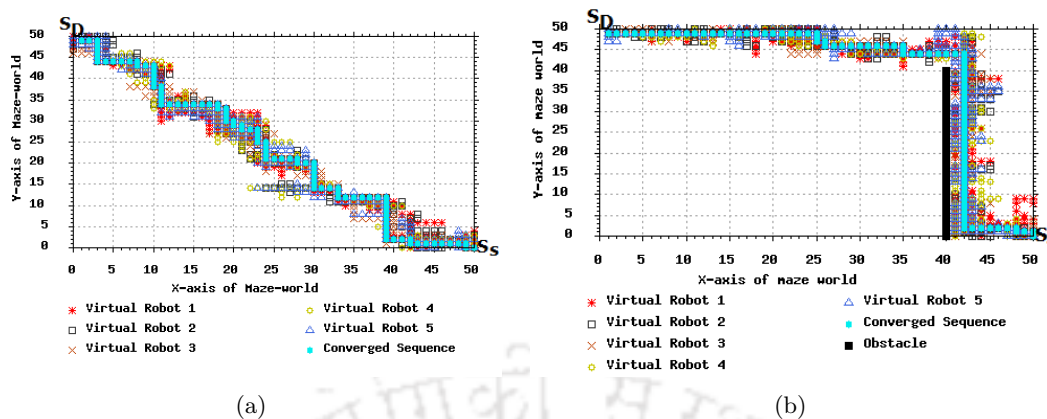 S_D
50
45
40
35
30
25
20
15
10
5
0
Y-axis of Maze-world
S_s
0 5 10 15 20 25 30 35 40 45 50
X-axis of Maze-world
Virtual Robot 1
Virtual Robot 2
Virtual Robot 3
Virtual Robot 4
Virtual Robot 5
Converged Sequence
(a)
S_D
50
45
40
35
30
25
20
15
10
5
0
Y-axis of maze world
S
0 5 10 15 20 25 30 35 40 45 50
X-axis of maze world
Virtual Robot 1
Virtual Robot 2
Virtual Robot 3
Virtual Robot 4
Virtual Robot 5
Converged Sequence
Obstacle
(b)